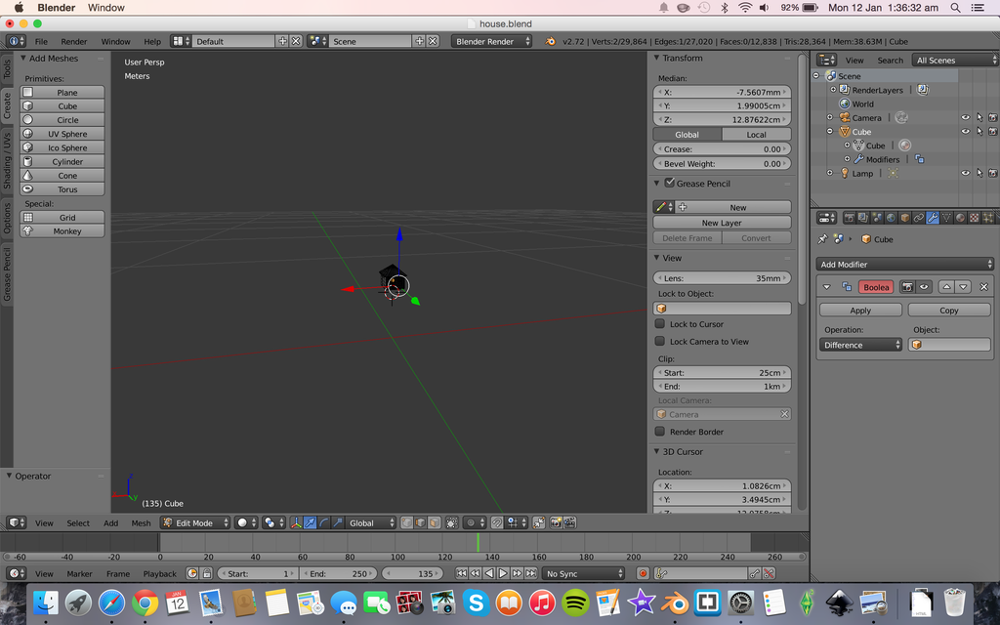 Blender Window 92% Mon 12 Jan 1:36:32 am
house.blend
File Render Window Help Default Scene Blender Render v2.72 | Verts:2/29,864 | Edges:1/27,020 | Faces:0/12,838 | Tris:28,364 | Mem:38.63M | Cube
Tools
Create
Shading / UVs
Options
Grease Pencil
Add Meshes
Primitives:
Plane
Cube
Circle
UV Sphere
Ico Sphere
Cylinder
Cone
Torus
Special:
Grid
Monkey
Operator
User Persp
Meters
(135) Cube
Transform
Median:
X: -7.5607mm
Y: 1.99005cm
Z: 12.87622cm
Global Local
Crease: 0.00
Bevel Weight: 0.00
Grease Pencil
New
New Layer
Delete Frame Convert
View
Lens: 35mm
Lock to Object:
Lock to Cursor
Lock Camera to View
Clip:
Start: 25cm
End: 1km
Local Camera:
Camera
Render Border
3D Cursor
Location:
X: 1.0826cm
Y: 3.4945cm
View Search All Scenes
Scene
RenderLayers
World
Camera
Cube
Cube
Modifiers
Lamp
Cube
Add Modifier
Boolea
Apply Copy
Operation: Object:
Difference
View Select Add Mesh Edit Mode Global
-60 -40 -20 0 20 40 60 80 100 120 140 160 180 200 220 240 260
View Marker Frame Playback Start: 1 End: 250 135 No Sync
JAN
12